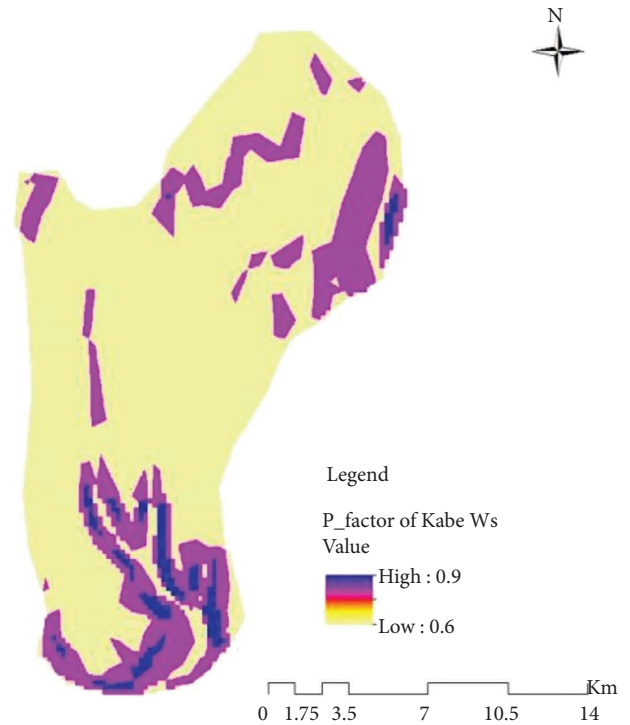 N
Legend
P_factor of Kabe Ws
Value
High : 0.9
Low : 0.6
Km
0 1.75 3.5 7 10.5 14